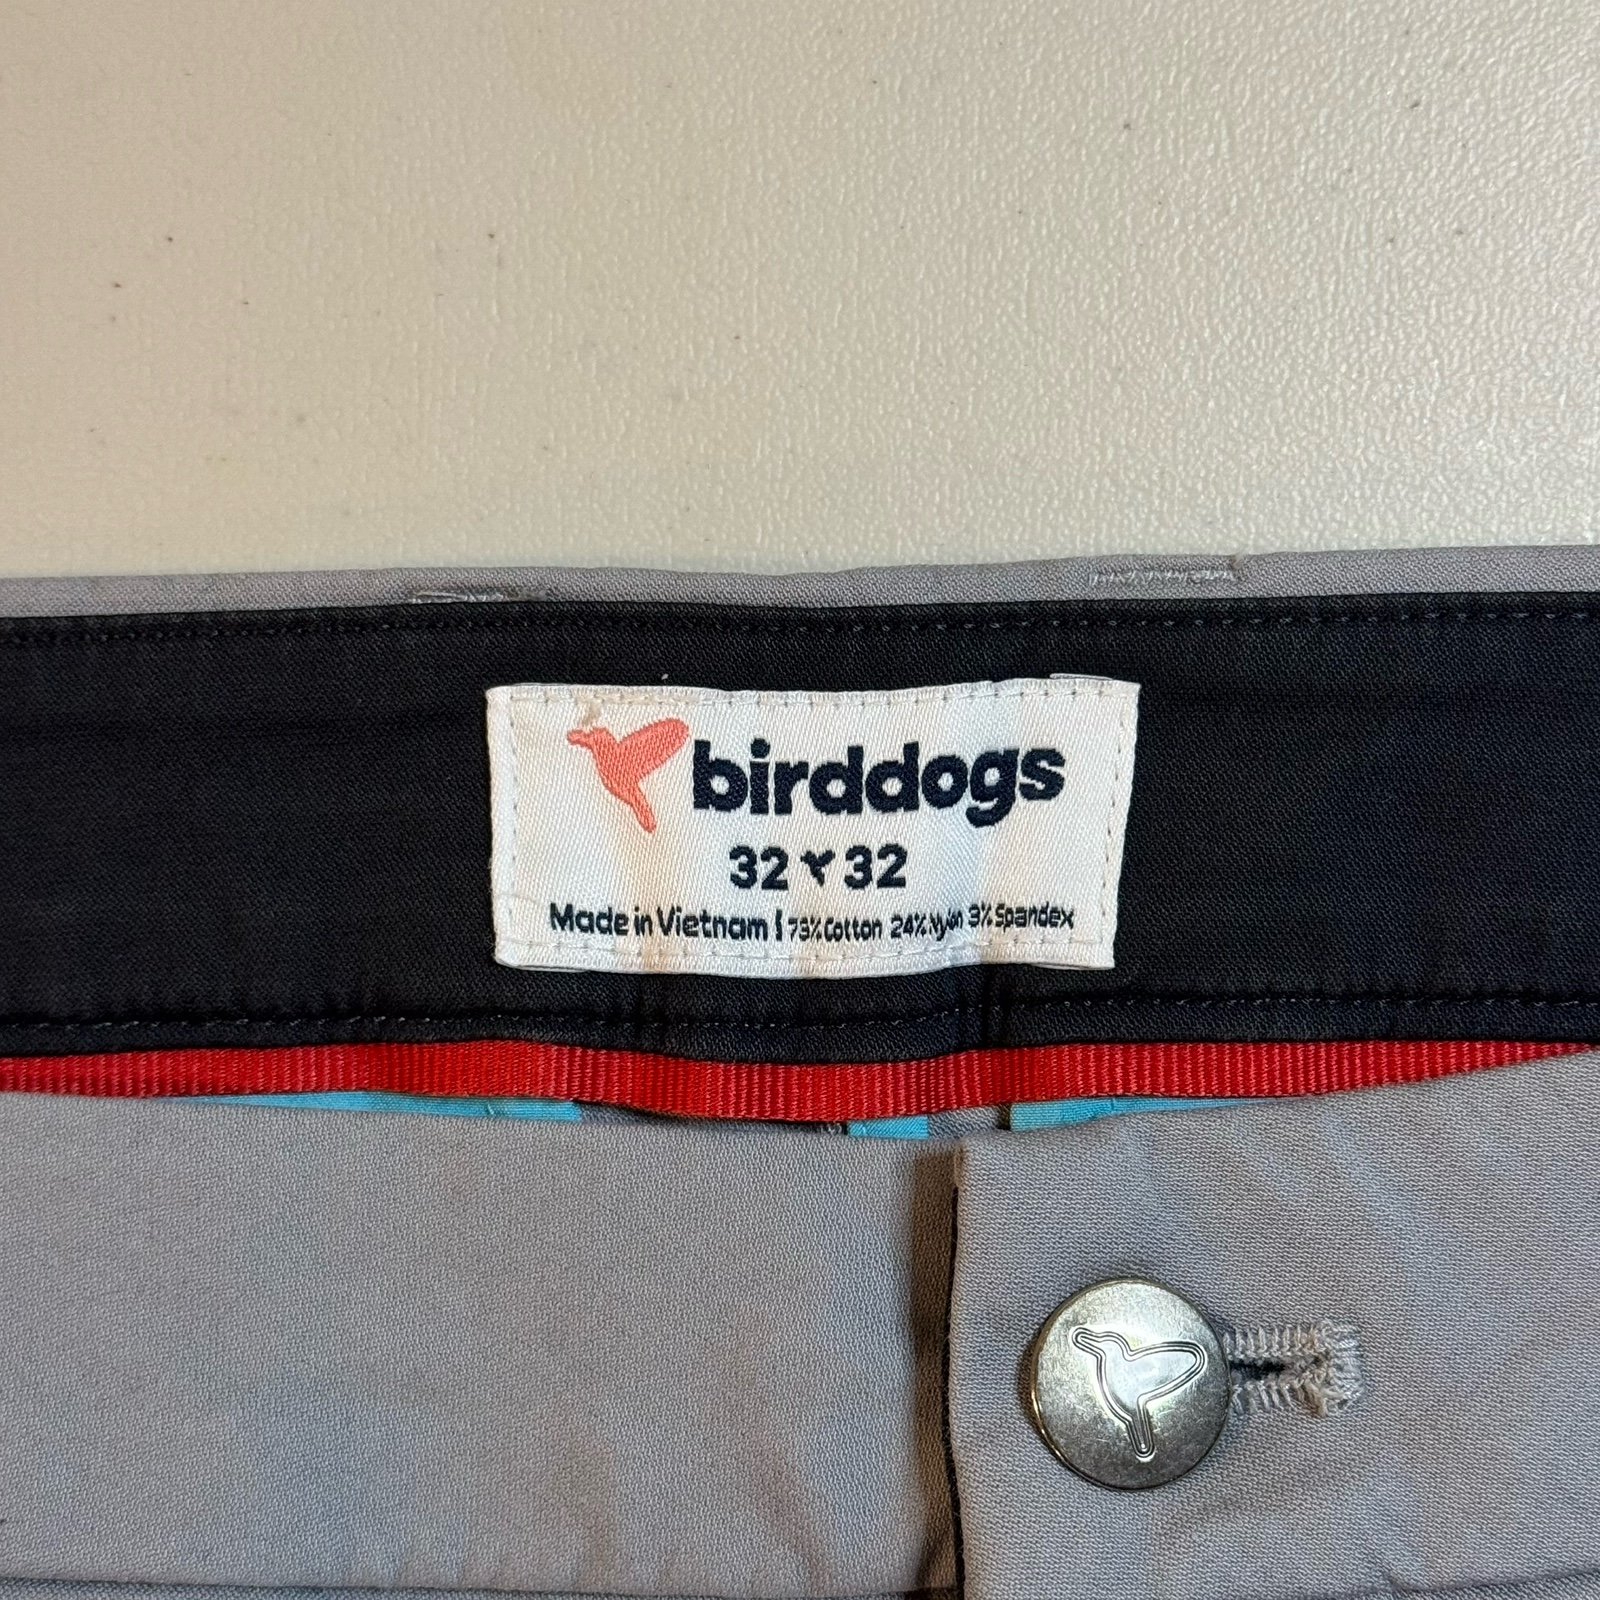 birddogs
32 32
Made in Vietnam | 73% Cotton 24% Nylon 3% Spandex